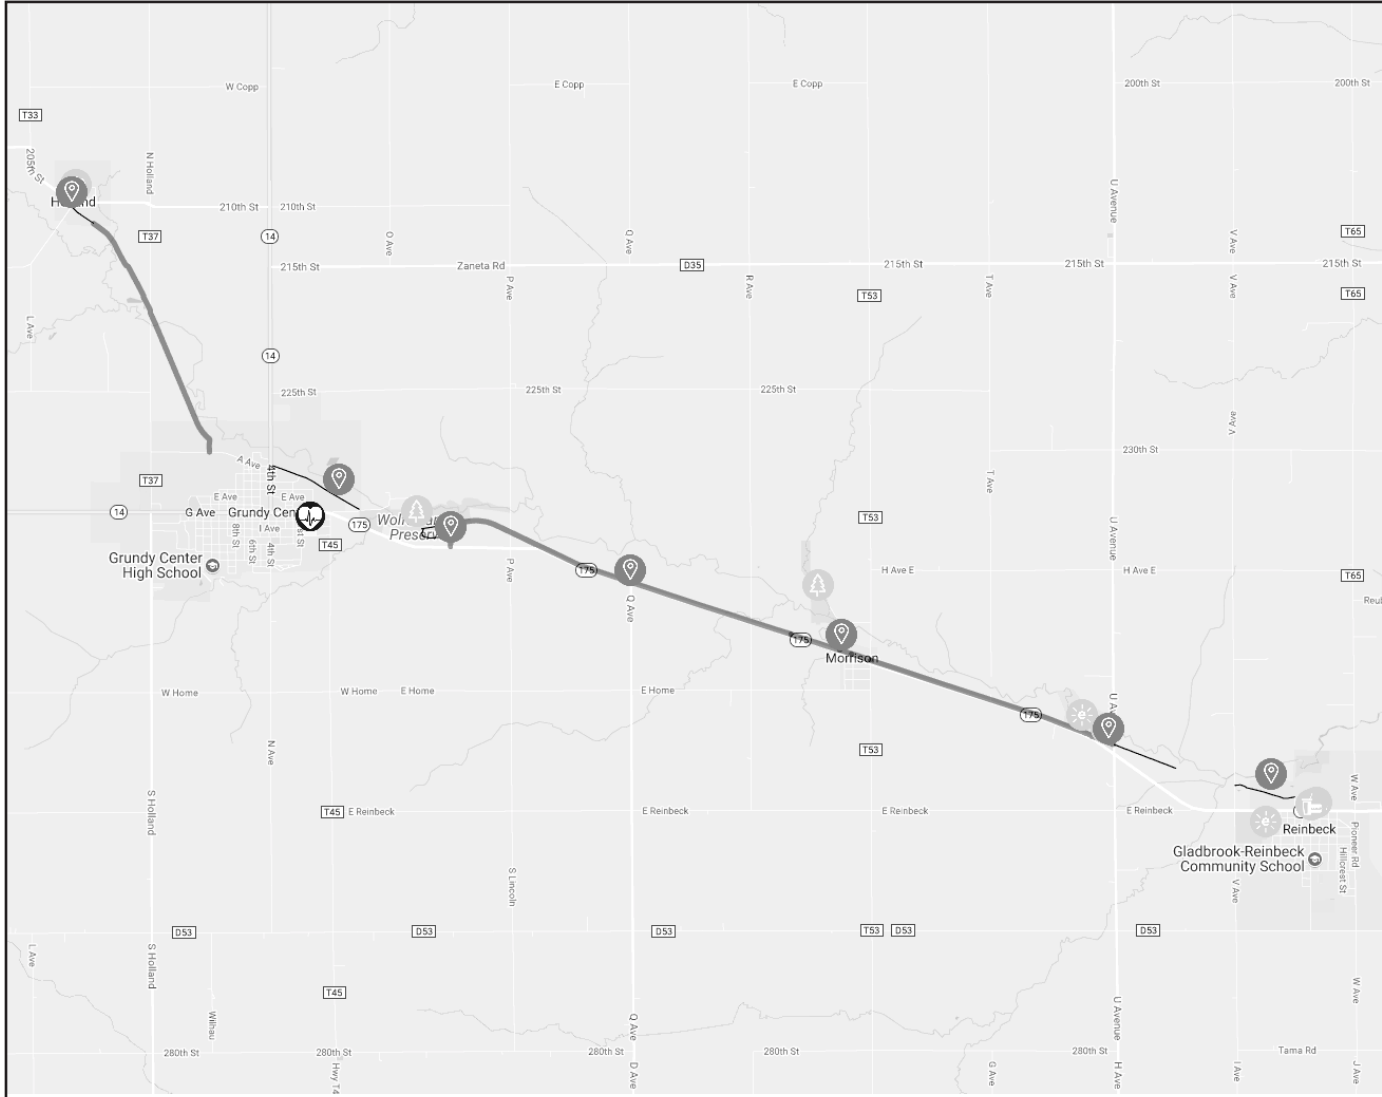 W Copp
E Copp
E Copp
200th St
200th St
T33
205th St
N Holland
U Avenue
210th St
210th St
T37
14
O Ave
Q Ave
V Ave
T65
215th St
Zaneta Rd
D35
215th St
215th St
215th St
P Ave
R Ave
T53
T Ave
V Ave
T65
L Ave
14
225th St
225th St
225th St
V Ave
230th St
A Ave
4th St
T37
T Ave
E Ave
E Ave
14
G Ave
Grundy Cen
I Ave
175
T53
U Avenue
8th St
6th St
4th St
T45
Grundy Center
High School
P Ave
175
H Ave E
H Ave E
T65
Q Ave
175
Morrison
W Home
W Home
E Home
E Home
175
N Ave
T53
S Holland
T45
E Reinbeck
E Reinbeck
E Reinbeck
E Reinbeck
W Ave
Reinbeck
Pioneer Rd
Gladbrook-Reinbeck
Community School
Hillcrest St
S Lincoln
V Ave
D53
D53
D53
T53
D53
D53
L Ave
S Holland
T45
W Ave
Wilhau
Q Ave
U Avenue
280th St
280th St
280th St
280th St
280th St
Tama Rd
Hwy T4
D Ave
G Ave
H Ave
I Ave
J Ave